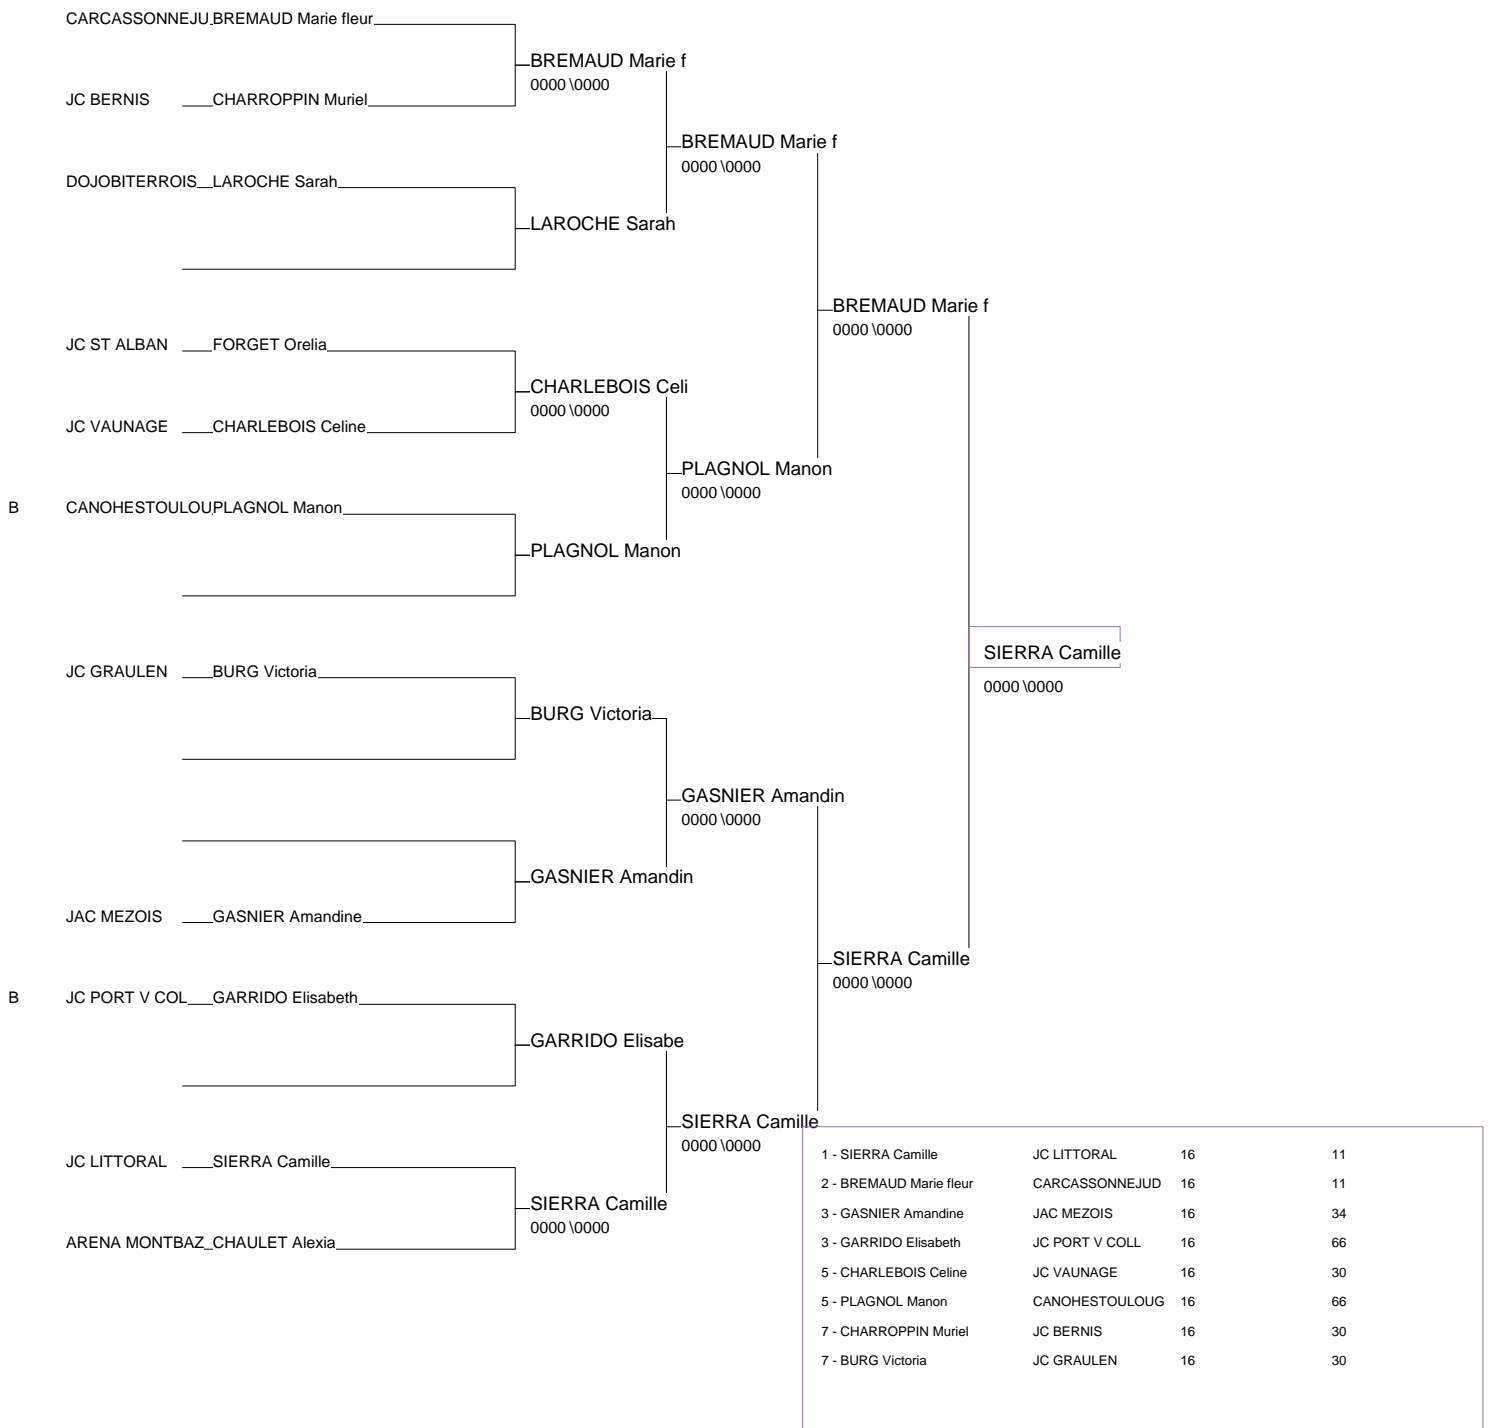 CARCASSONNEJU BREMAUD Marie fleur
BREMAUD Marie f
0000 \0000
JC BERNIS CHARROPPIN Muriel
BREMAUD Marie f
0000 \0000
DOJOBITERROIS LAROCHE Sarah
LAROCHE Sarah
BREMAUD Marie f
0000 \0000
JC ST ALBAN FORGET Orelia
CHARLEBOIS Celi
0000 \0000
JC VAUNAGE CHARLEBOIS Celine
PLAGNOL Manon
0000 \0000
B CANOHESTOULOU PLAGNOL Manon
PLAGNOL Manon
SIERRA Camille
0000 \0000
JC GRAULEN BURG Victoria
BURG Victoria
GASNIER Amandin
0000 \0000
GASNIER Amandin
JAC MEZOIS GASNIER Amandine
SIERRA Camille
0000 \0000
B JC PORT V COL GARRIDO Elisabeth
GARRIDO Elisabe
SIERRA Camille
0000 \0000
JC LITTORAL SIERRA Camille
SIERRA Camille
0000 \0000
ARENA MONTBAZ CHAULET Alexia
1 - SIERRA Camille JC LITTORAL 16 11
2 - BREMAUD Marie fleur CARCASSONNEJUD 16 11
3 - GASNIER Amandine JAC MEZOIS 16 34
3 - GARRIDO Elisabeth JC PORT V COLL 16 66
5 - CHARLEBOIS Celine JC VAUNAGE 16 30
5 - PLAGNOL Manon CANOHESTOULOUG 16 66
7 - CHARROPPIN Muriel JC BERNIS 16 30
7 - BURG Victoria JC GRAULEN 16 30